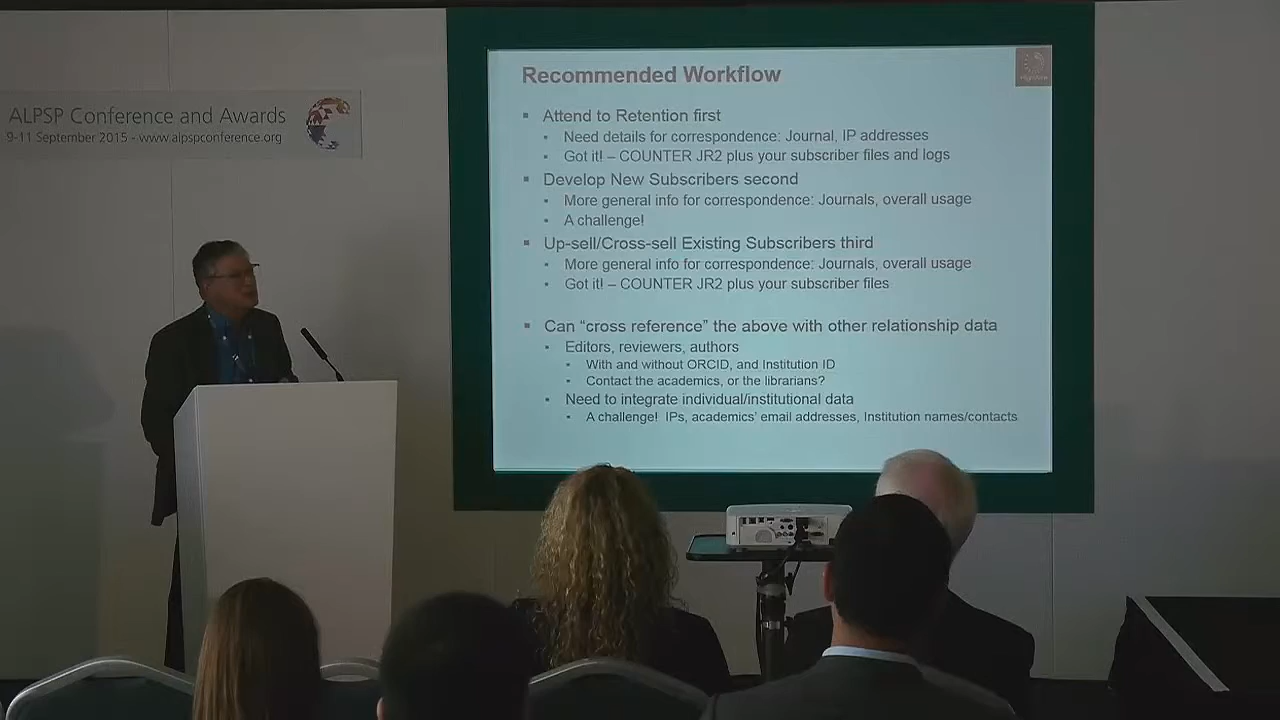 ALPSP Conference and Awards
9-11 September 2015 - www.alpspconference.org
Recommended Workflow
HighWire
▪ Attend to Retention first
• Need details for correspondence: Journal, IP addresses
• Got it! – COUNTER JR2 plus your subscriber files and logs
▪ Develop New Subscribers second
• More general info for correspondence: Journals, overall usage
• A challenge!
▪ Up-sell/Cross-sell Existing Subscribers third
• More general info for correspondence: Journals, overall usage
• Got it! – COUNTER JR2 plus your subscriber files
▪ Can “cross reference” the above with other relationship data
• Editors, reviewers, authors
• With and without ORCID, and Institution ID
• Contact the academics, or the librarians?
• Need to integrate individual/institutional data
• A challenge! IPs, academics’ email addresses, Institution names/contacts